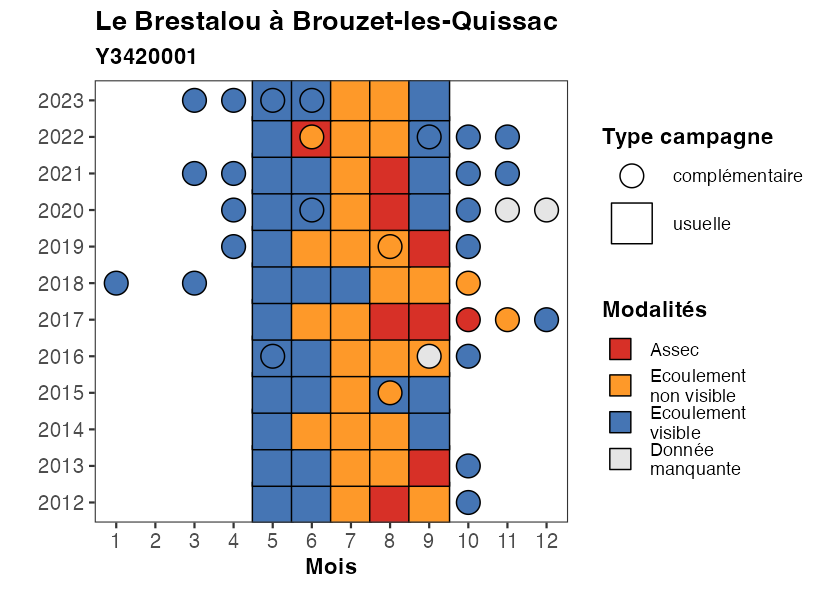 Le Brestalou à Brouzet-les-Quissac
Y3420001
2023
2022
2021
2020
2019
2018
2017
2016
2015
2014
2013
2012
1 2 3 4 5 6 7 8 9 10 11 12
Mois
Type campagne
complémentaire
usuelle
Modalités
Assec
Ecoulement
non visible
Ecoulement
visible
Donnée
manquante